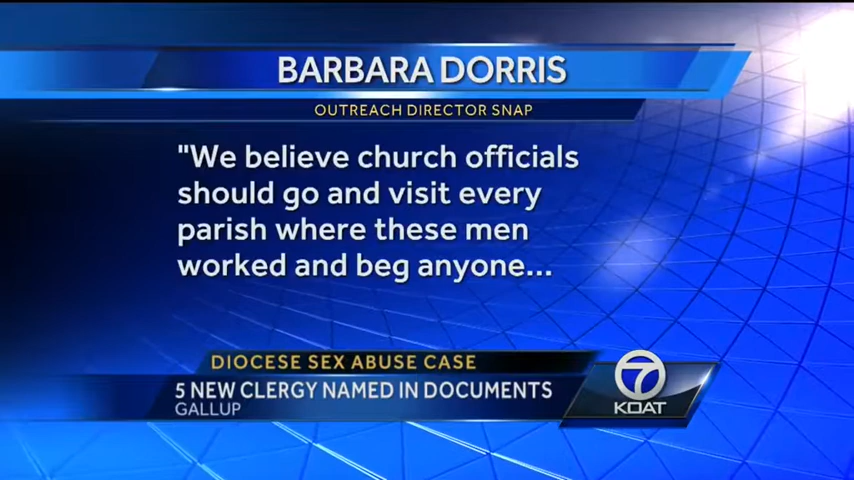 BARBARA DORRIS
OUTREACH DIRECTOR SNAP
"We believe church officials
should go and visit every
parish where these men
worked and beg anyone...
DIOCESE SEX ABUSE CASE
5 NEW CLERGY NAMED IN DOCUMENTS
GALLUP
7
KOAT